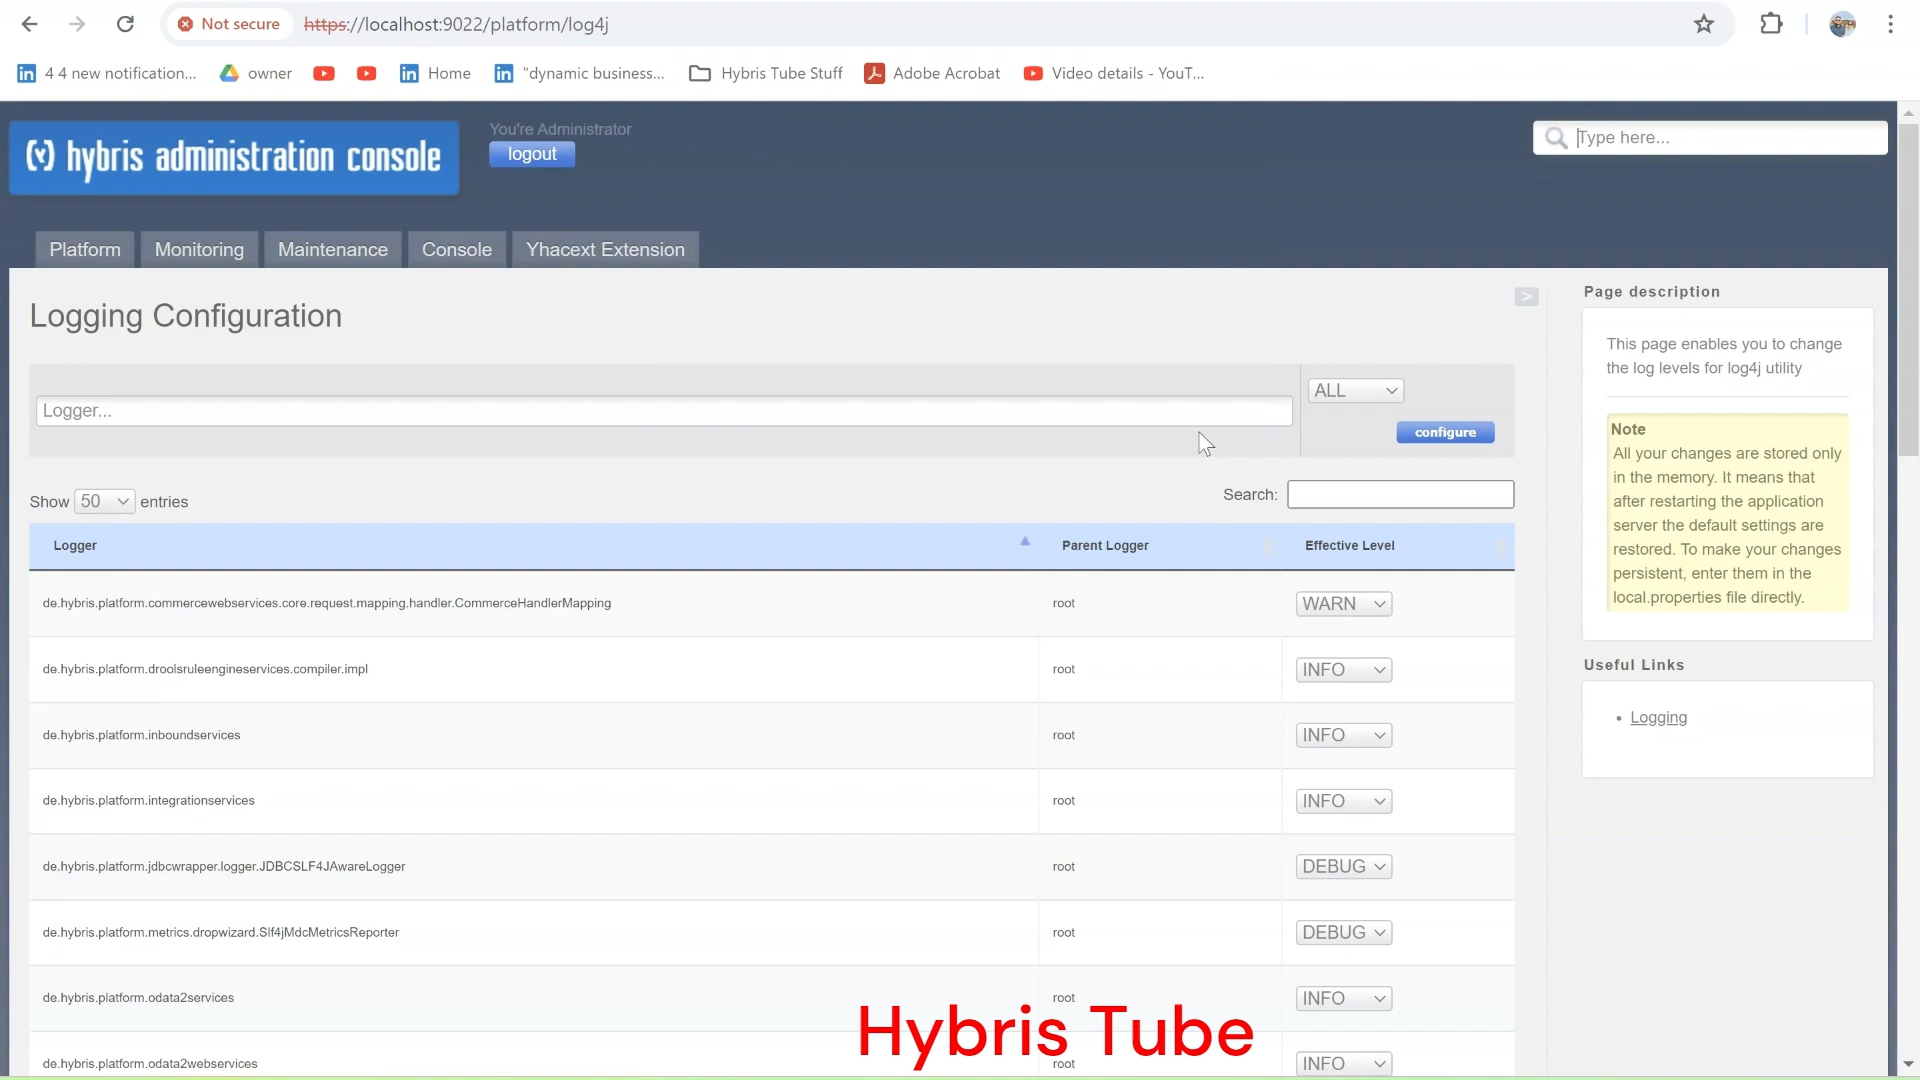 Not secure https://localhost:9022/platform/log4j
4 4 new notification... owner Home "dynamic business... Hybris Tube Stuff Adobe Acrobat Video details - YouT...
hybris administration console
You're Administrator
logout
Type here...
Platform Monitoring Maintenance Console Yhacext Extension
Logging Configuration
>
Logger...
ALL
configure
Show 50 entries
Search:
Logger Parent Logger Effective Level
de.hybris.platform.commercewebservices.core.request.mapping.handler.CommerceHandlerMapping root WARN
de.hybris.platform.droolsruleengineservices.compiler.impl root INFO
de.hybris.platform.inboundservices root INFO
de.hybris.platform.integrationservices root INFO
de.hybris.platform.jdbcwrapper.logger.JDBCSLF4JAwareLogger root DEBUG
de.hybris.platform.metrics.dropwizard.Slf4jMdcMetricsReporter root DEBUG
de.hybris.platform.odata2services root INFO
de.hybris.platform.odata2webservices root INFO
Page description
This page enables you to change
the log levels for log4j utility
Note
All your changes are stored only
in the memory. It means that
after restarting the application
server the default settings are
restored. To make your changes
persistent, enter them in the
local.properties file directly.
Useful Links
Logging
Hybris Tube